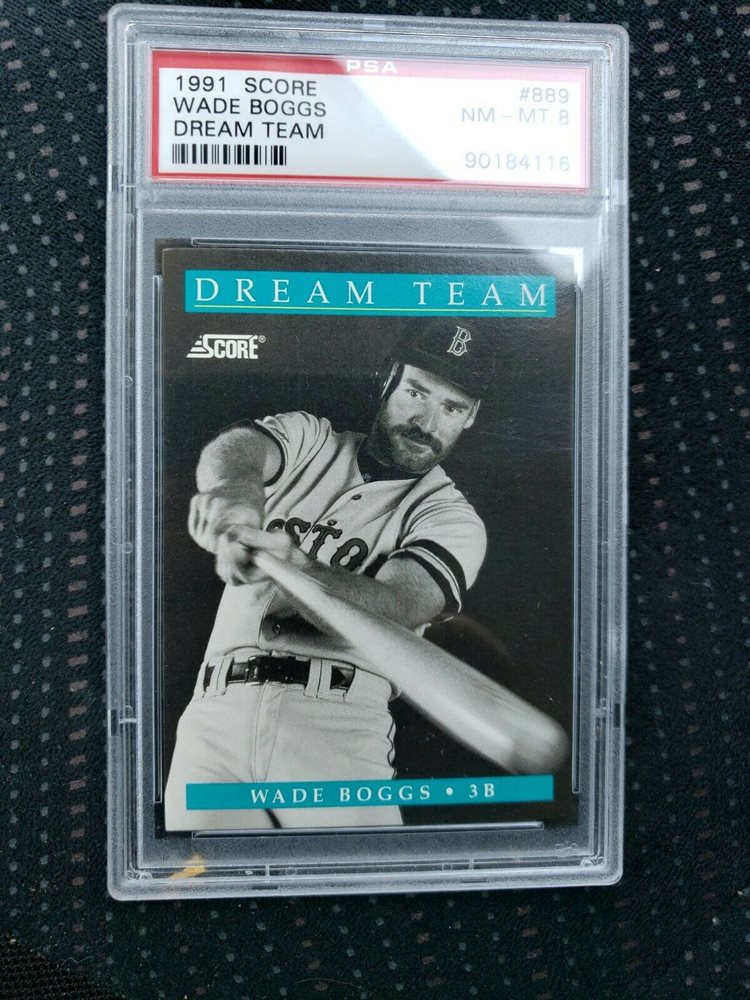 PSA
1991 SCORE #889
WADE BOGGS NM - MT 8
DREAM TEAM
90184116
DREAM TEAM
SCORE®
B
STO
WADE BOGGS • 3B